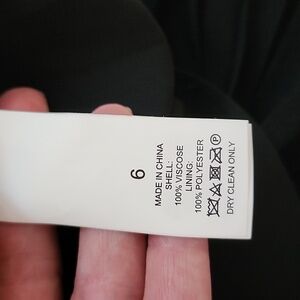 6
MADE IN CHINA
SHELL:
100% VISCOSE
LINING:
100% POLYESTER
P
DRY CLEAN ONLY